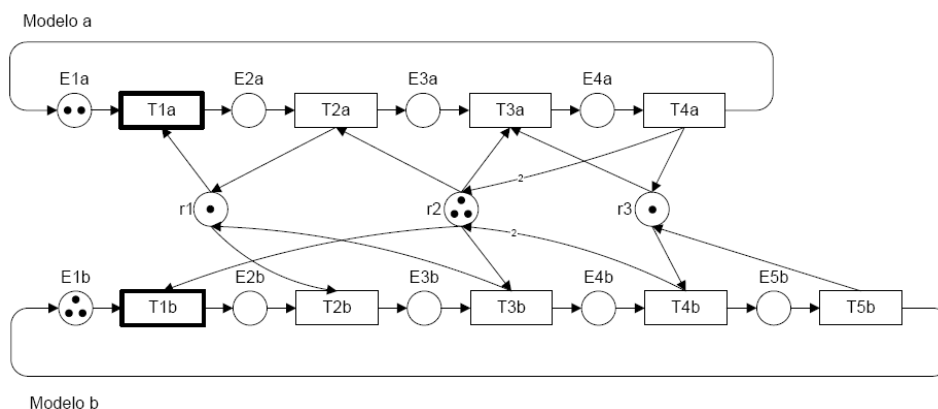 Modelo a
E1a E2a E3a E4a
T1a T2a T3a T4a
2
r1 r2 r3
2
E1b E2b E3b E4b E5b
T1b T2b T3b T4b T5b
Modelo b